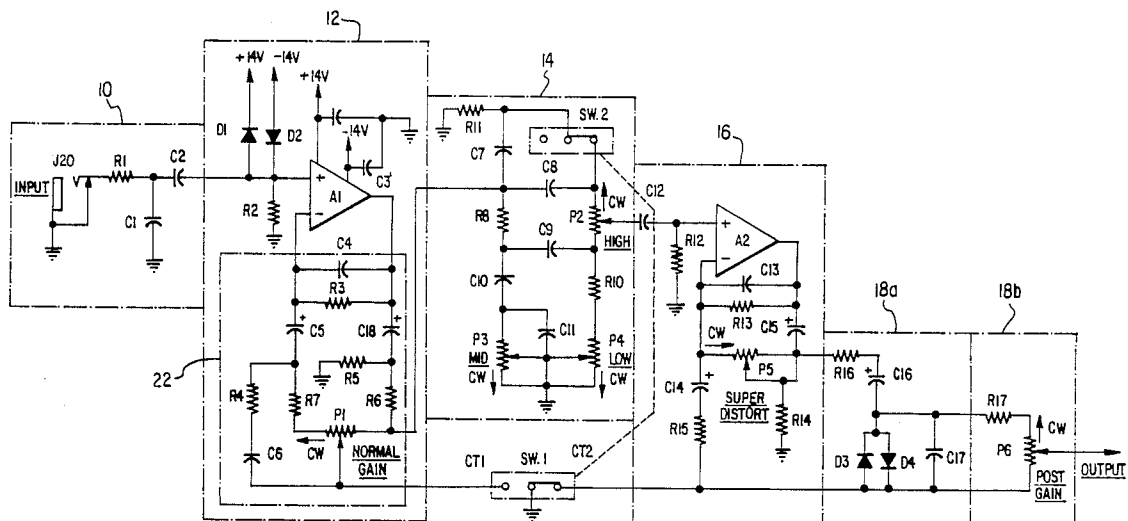 12
14
10
16
18a
18b
22
+14V
-14V
+14V
-14V
D1
D2
J20
INPUT
R1
C2
C1
R2
+
A1
-
C3
C4
R3
+
C5
C18
+
R5
R4
R7
R6
P1
CW
NORMAL
GAIN
C6
R11
SW.2
C7
C8
CW
R8
P2
HIGH
C12
C9
C10
R10
C11
P3
MID
CW
P4
LOW
CW
CT1
SW.1
CT2
R12
+
A2
-
C13
R13
C15
+
CW
P5
SUPER
DISTORT
C14
+
R15
R14
R16
C16
+
D3
D4
C17
R17
CW
P6
POST
GAIN
OUTPUT